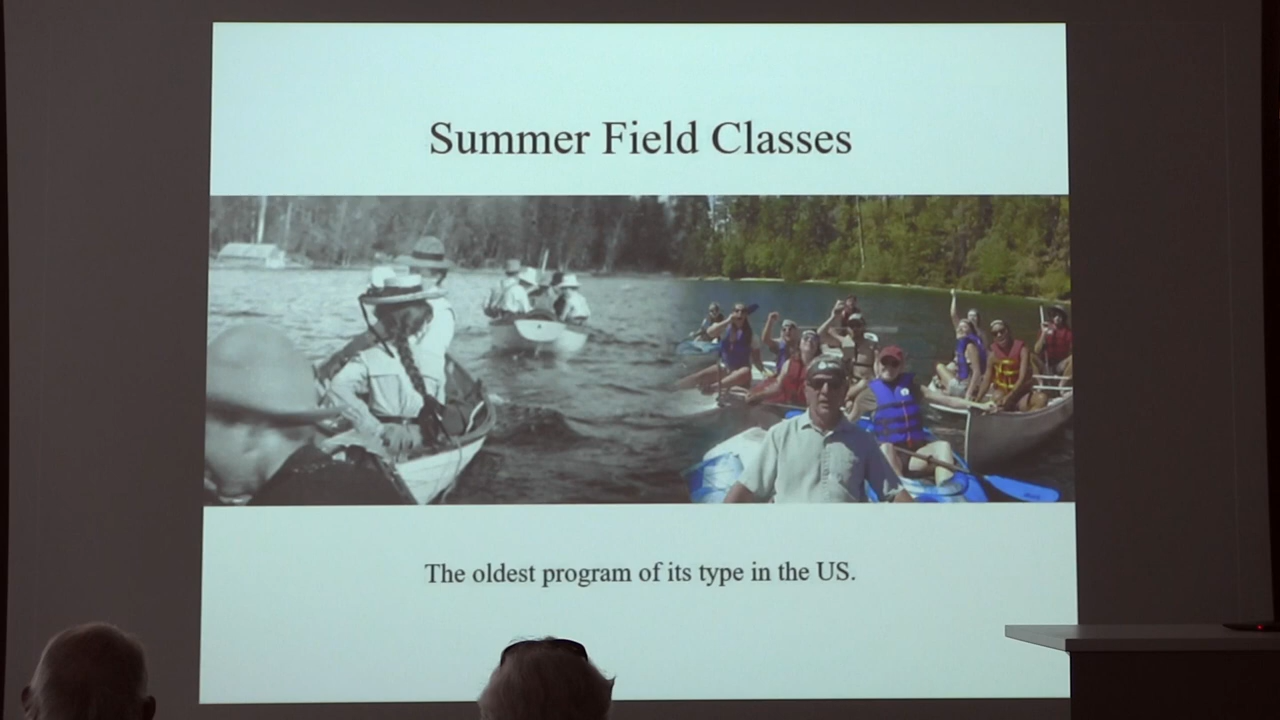 Summer Field Classes
The oldest program of its type in the US.